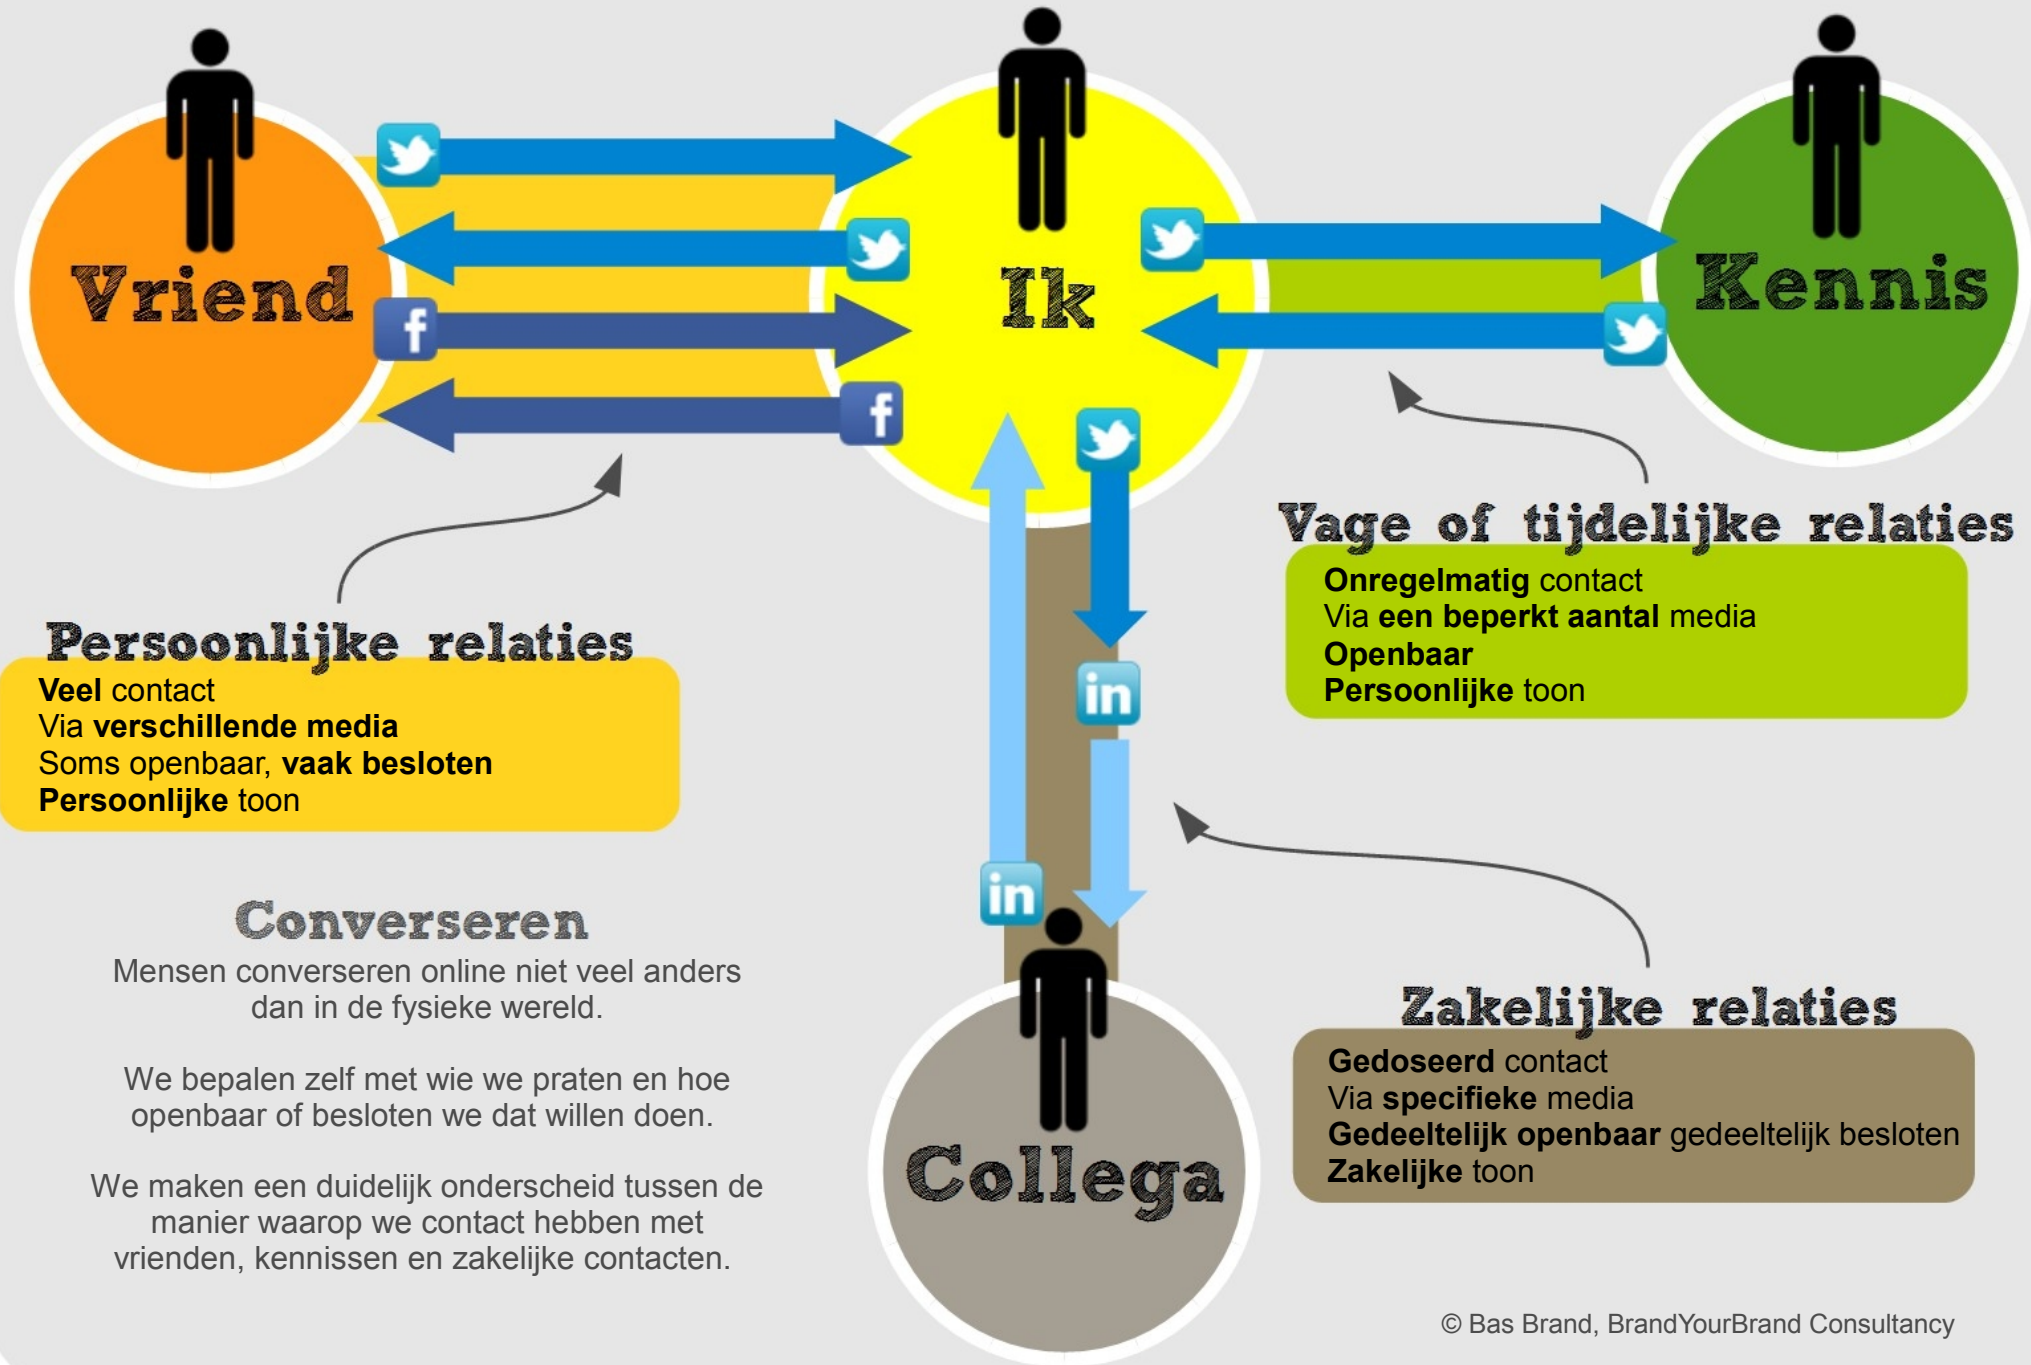 Vriend
Ik
Kennis
f
f
in
in
Vage of tijdelijke relaties
Onregelmatig contact
Via een beperkt aantal media
Openbaar
Persoonlijke toon
Persoonlijke relaties
Veel contact
Via verschillende media
Soms openbaar, vaak besloten
Persoonlijke toon
Converseren
Mensen converseren online niet veel anders
dan in de fysieke wereld.
We bepalen zelf met wie we praten en hoe
openbaar of besloten we dat willen doen.
We maken een duidelijk onderscheid tussen de
manier waarop we contact hebben met
vrienden, kennissen en zakelijke contacten.
Collega
Zakelijke relaties
Gedoseerd contact
Via specifieke media
Gedeeltelijk openbaar gedeeltelijk besloten
Zakelijke toon
© Bas Brand, BrandYourBrand Consultancy